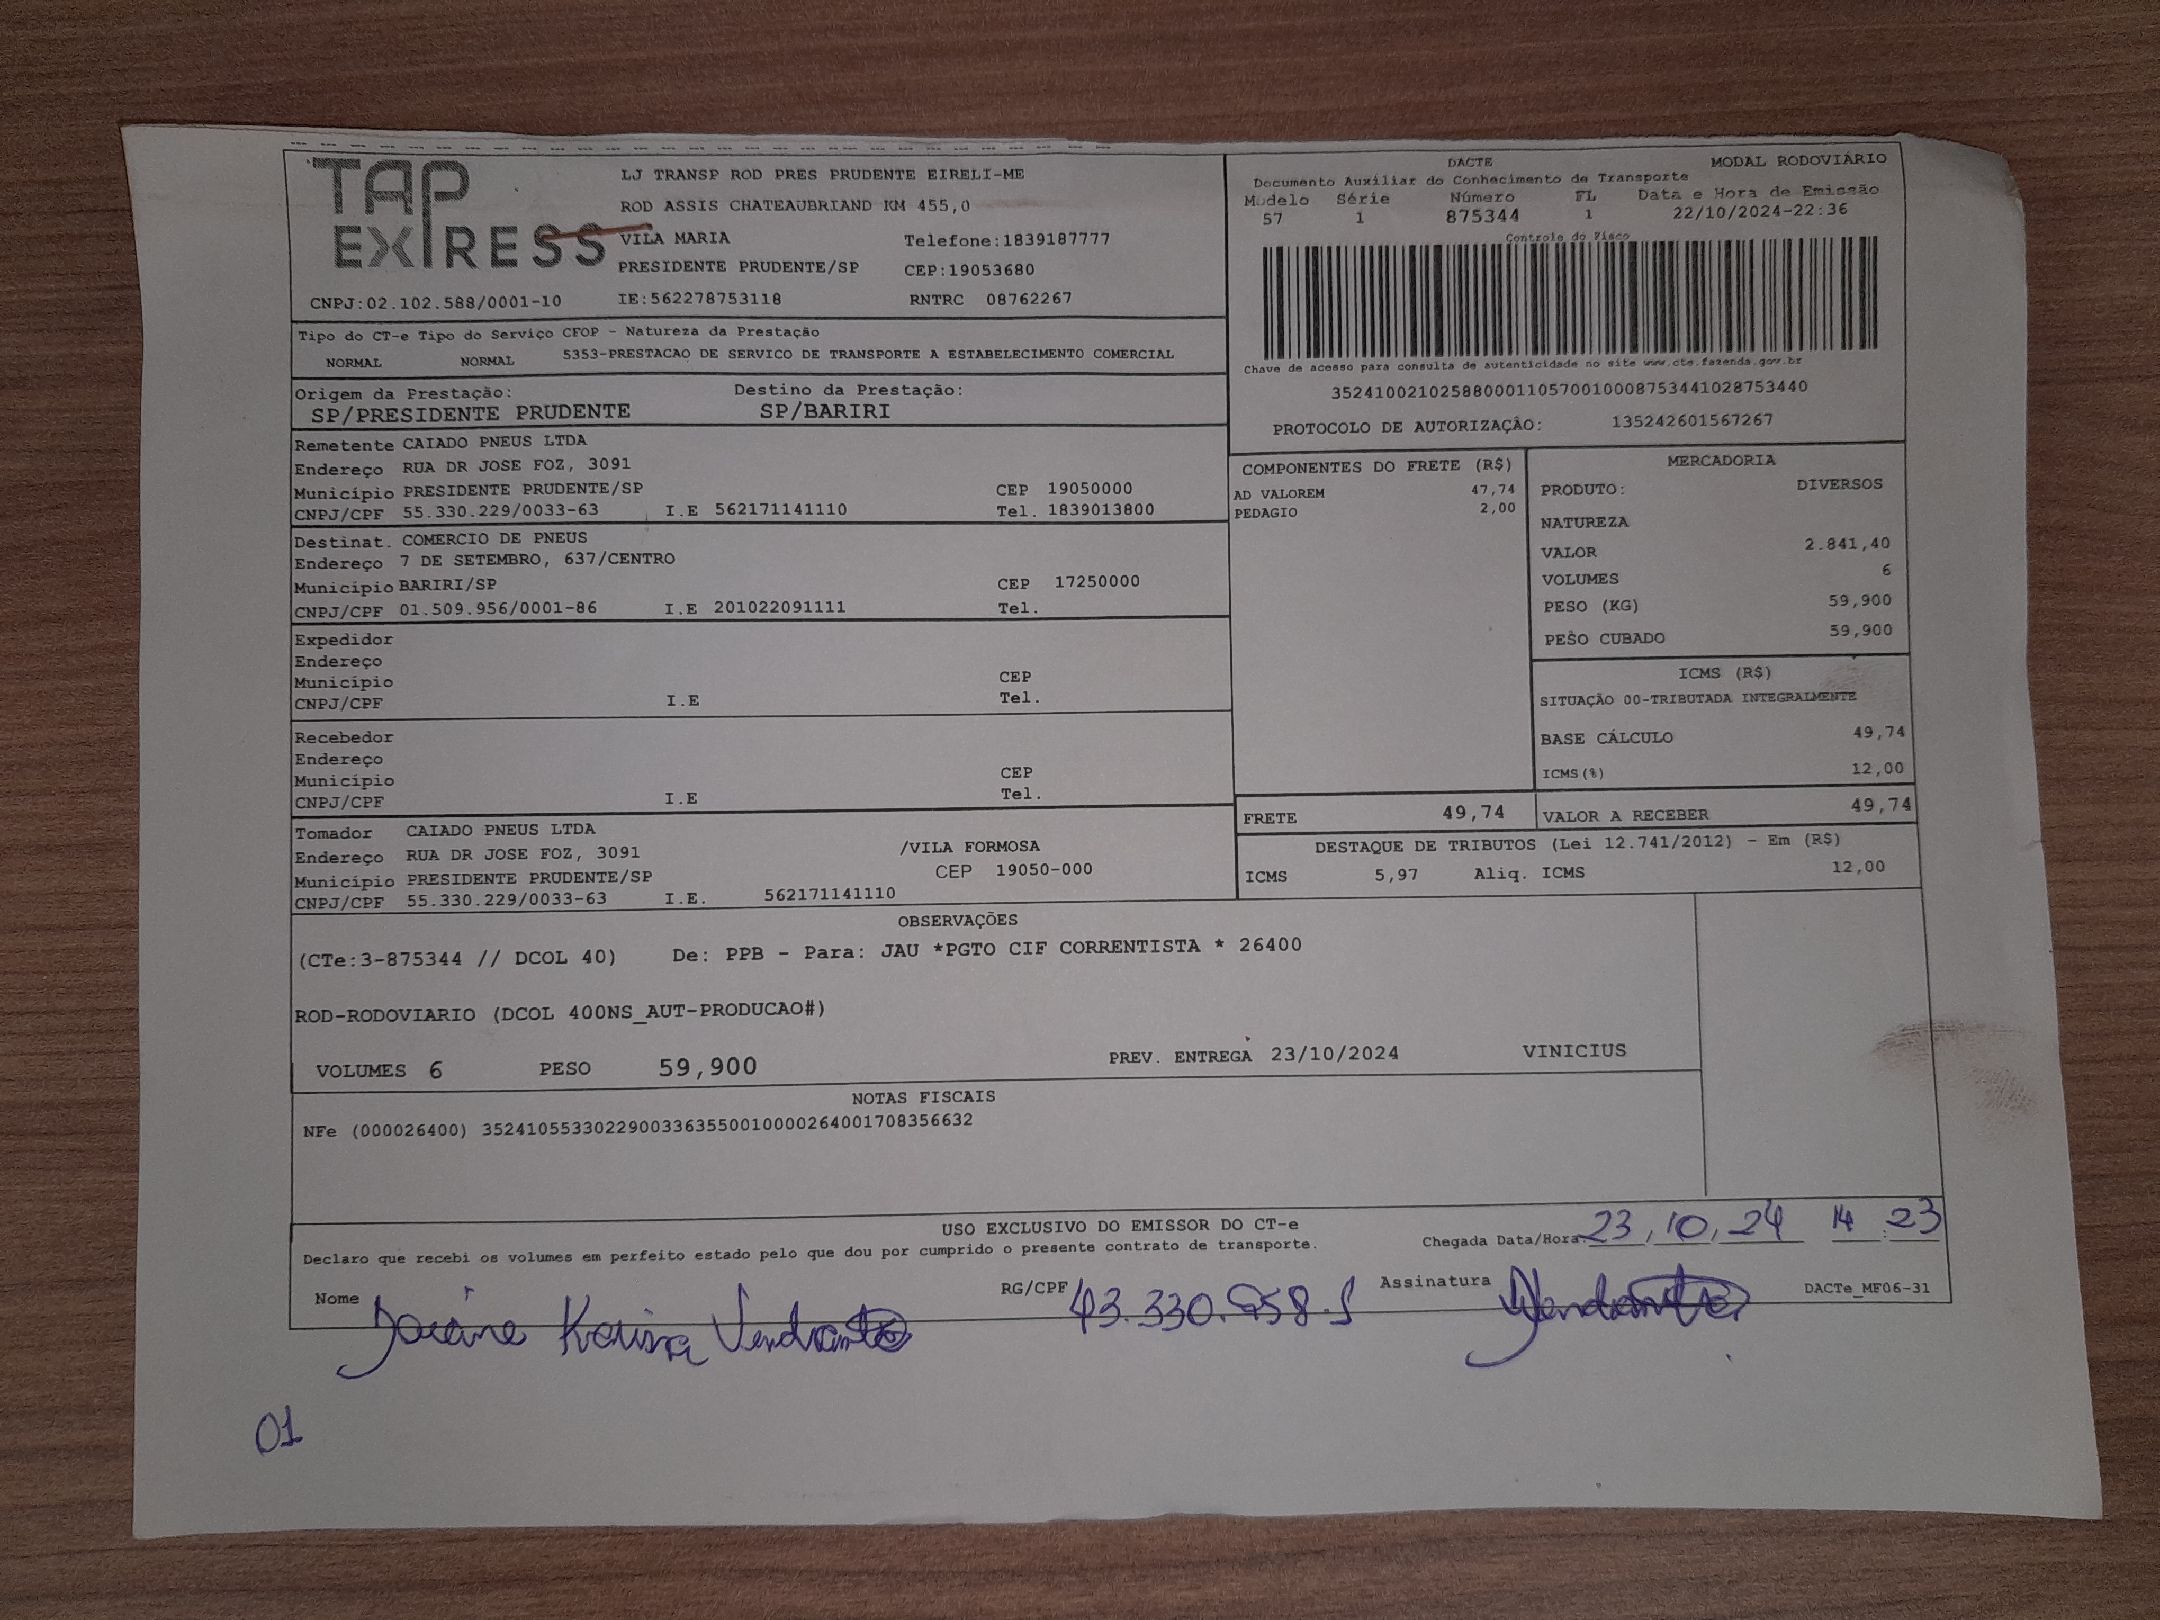 TAP EXPRESS
LJ TRANSP ROD PRES PRUDENTE EIRELI-ME
ROD ASSIS CHATEAUBRIAND KM 455,0
VILA MARIA Telefone:1839187777
PRESIDENTE PRUDENTE/SP CEP:19053680
CNPJ:02.102.588/0001-10 IE:562278753118 RNTRC 08762267
DACTE MODAL RODOVIÁRIO
Documento Auxiliar do Conhecimento de Transporte
Modelo Série Número FL Data e Hora de Emissão
57 1 875344 1 22/10/2024-22:36
Controle do Fisco
Chave de acesso para consulta de autenticidade no site www.cte.fazenda.gov.br
35241002102588000110570010008753441028753440
PROTOCOLO DE AUTORIZAÇÃO: 135242601567267
Tipo do CT-e Tipo do Serviço CFOP - Natureza da Prestação
NORMAL NORMAL 5353-PRESTACAO DE SERVICO DE TRANSPORTE A ESTABELECIMENTO COMERCIAL
Origem da Prestação: Destino da Prestação:
SP/PRESIDENTE PRUDENTE SP/BARIRI
Remetente CAIADO PNEUS LTDA
Endereço RUA DR JOSE FOZ, 3091
Município PRESIDENTE PRUDENTE/SP CEP 19050000
CNPJ/CPF 55.330.229/0033-63 I.E 562171141110 Tel. 1839013800
Destinat. COMERCIO DE PNEUS
Endereço 7 DE SETEMBRO, 637/CENTRO
Município BARIRI/SP CEP 17250000
CNPJ/CPF 01.509.956/0001-86 I.E 201022091111 Tel.
Expedidor
Endereço
Município CEP
CNPJ/CPF I.E Tel.
Recebedor
Endereço
Município CEP
CNPJ/CPF I.E Tel.
Tomador CAIADO PNEUS LTDA
Endereço RUA DR JOSE FOZ, 3091 /VILA FORMOSA
Município PRESIDENTE PRUDENTE/SP CEP 19050-000
CNPJ/CPF 55.330.229/0033-63 I.E. 562171141110
COMPONENTES DO FRETE (R$)
AD VALOREM 47,74
PEDAGIO 2,00
MERCADORIA
PRODUTO: DIVERSOS
NATUREZA
VALOR 2.841,40
VOLUMES 6
PESO (KG) 59,900
PESO CUBADO 59,900
ICMS (R$)
SITUAÇÃO 00-TRIBUTADA INTEGRALMENTE
BASE CÁLCULO 49,74
ICMS(%) 12,00
FRETE 49,74 VALOR A RECEBER 49,74
DESTAQUE DE TRIBUTOS (Lei 12.741/2012) - Em (R$)
ICMS 5,97 Aliq. ICMS 12,00
OBSERVAÇÕES
(CTe:3-875344 // DCOL 40) De: PPB - Para: JAU *PGTO CIF CORRENTISTA * 26400
ROD-RODOVIARIO (DCOL 400NS_AUT-PRODUCAO#)
VOLUMES 6 PESO 59,900 PREV. ENTREGA 23/10/2024 VINICIUS
NOTAS FISCAIS
NFe (000026400) 35241055330229003363550010000264001708356632
USO EXCLUSIVO DO EMISSOR DO CT-e
Declaro que recebi os volumes em perfeito estado pelo que dou por cumprido o presente contrato de transporte.
Chegada Data/Hora: 23,10,24 14:23
Nome RG/CPF Assinatura DACTe_MF06-31
01